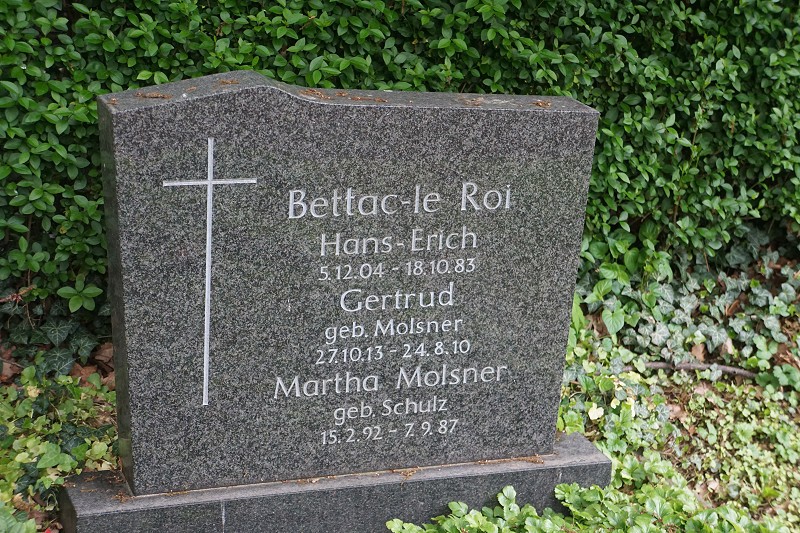 Bettac-le Roi
Hans-Erich
5.12.04 - 18.10.83
Gertrud
geb. Molsner
27.10.13 - 24.8.10
Martha Molsner
geb. Schulz
15.2.92 - 7.9.87